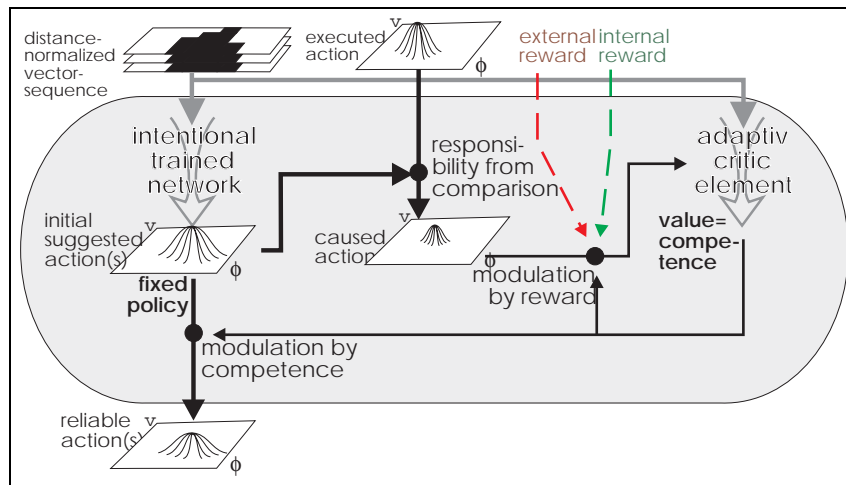 distance-
normalized
vector-
sequence
executed
action
v
ϕ
external
reward
internal
reward
intentional
trained
network
responsi-
bility from
comparison
adaptiv
critic
element
initial
suggested
action(s)
v
ϕ
fixed
policy
caused
action
v
ϕ
modulation
by reward
value=
compe-
tence
modulation by
competence
reliable
action(s)
v
ϕ